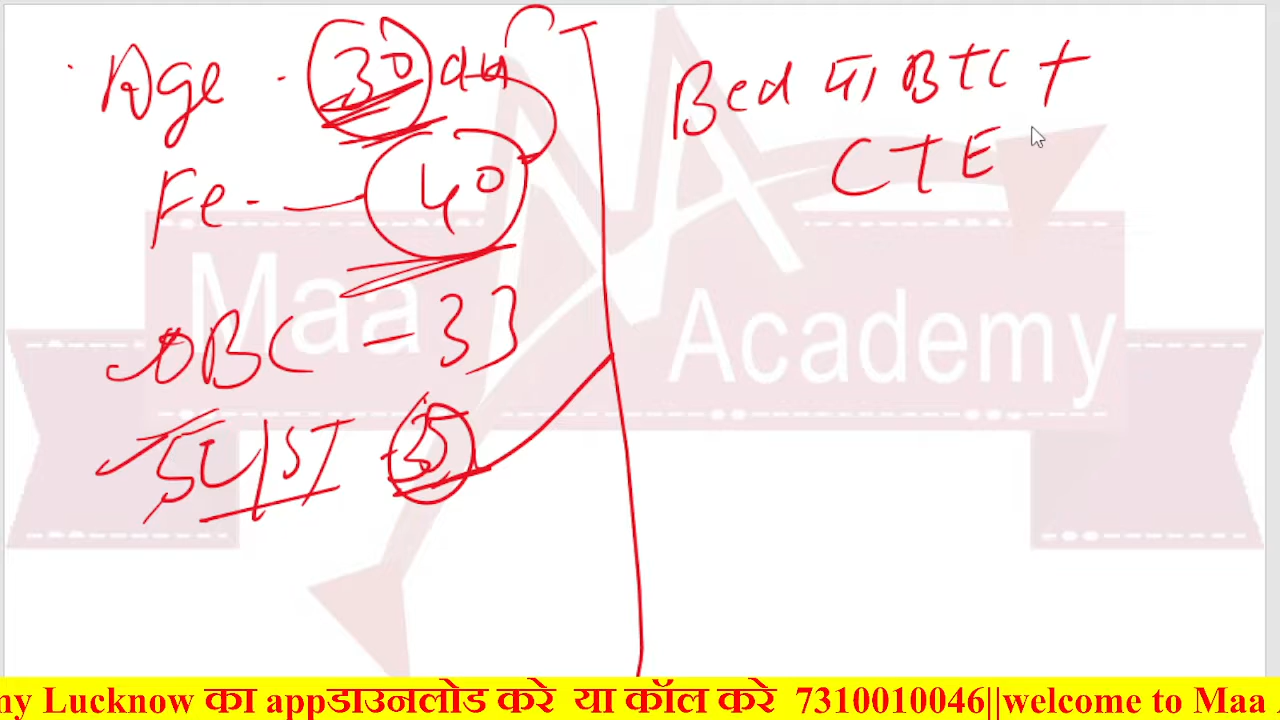 Age - 30
Fe - 40
OBC - 33
SC/ST - 35
Bed या BTC +
CTE
Maa Academy
my Lucknow का appडाउनलोड करे या कॉल करे 7310010046||welcome to Maa A